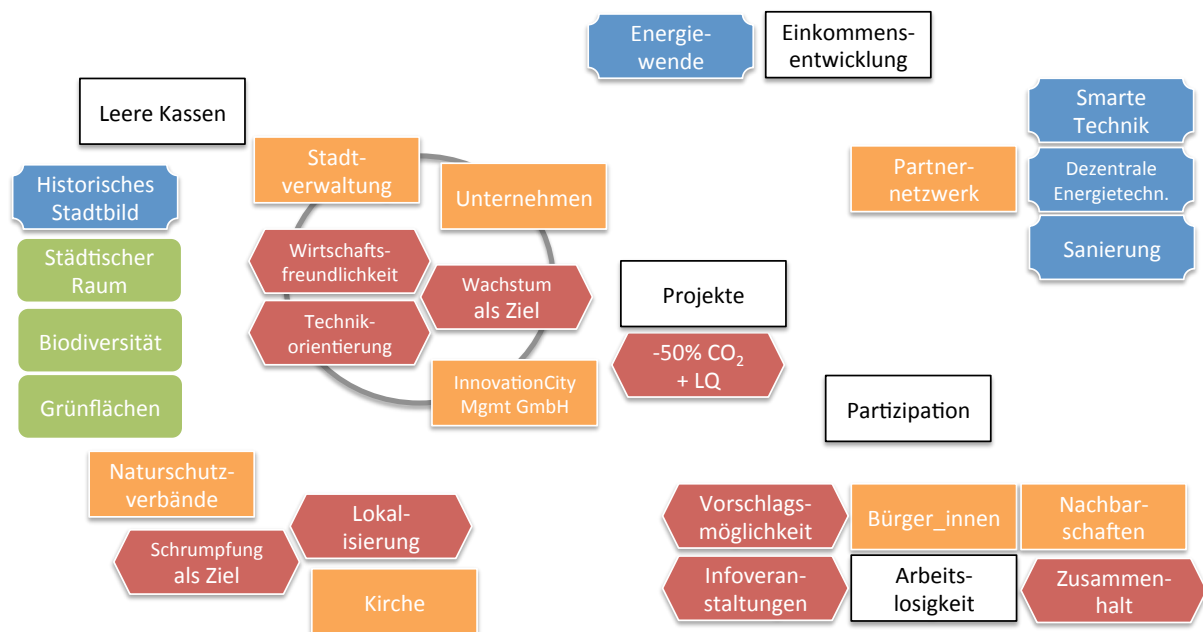 Energie-
wende
Einkommens-
entwicklung
Leere Kassen
Smarte
Technik
Stadt-
verwaltung
Unternehmen
Partner-
netzwerk
Dezentrale
Energietechn.
Historisches
Stadtbild
Sanierung
Städtischer
Raum
Wirtschafts-
freundlichkeit
Wachstum
als Ziel
Projekte
Biodiversität
Technik-
orientierung
-50% CO₂
+ LQ
Grünflächen
InnovationCity
Mgmt GmbH
Partizipation
Naturschutz-
verbände
Lokal-
isierung
Vorschlags-
möglichkeit
Bürger_innen
Nachbar-
schaften
Schrumpfung
als Ziel
Kirche
Infoveran-
staltungen
Arbeits-
losigkeit
Zusammen-
halt